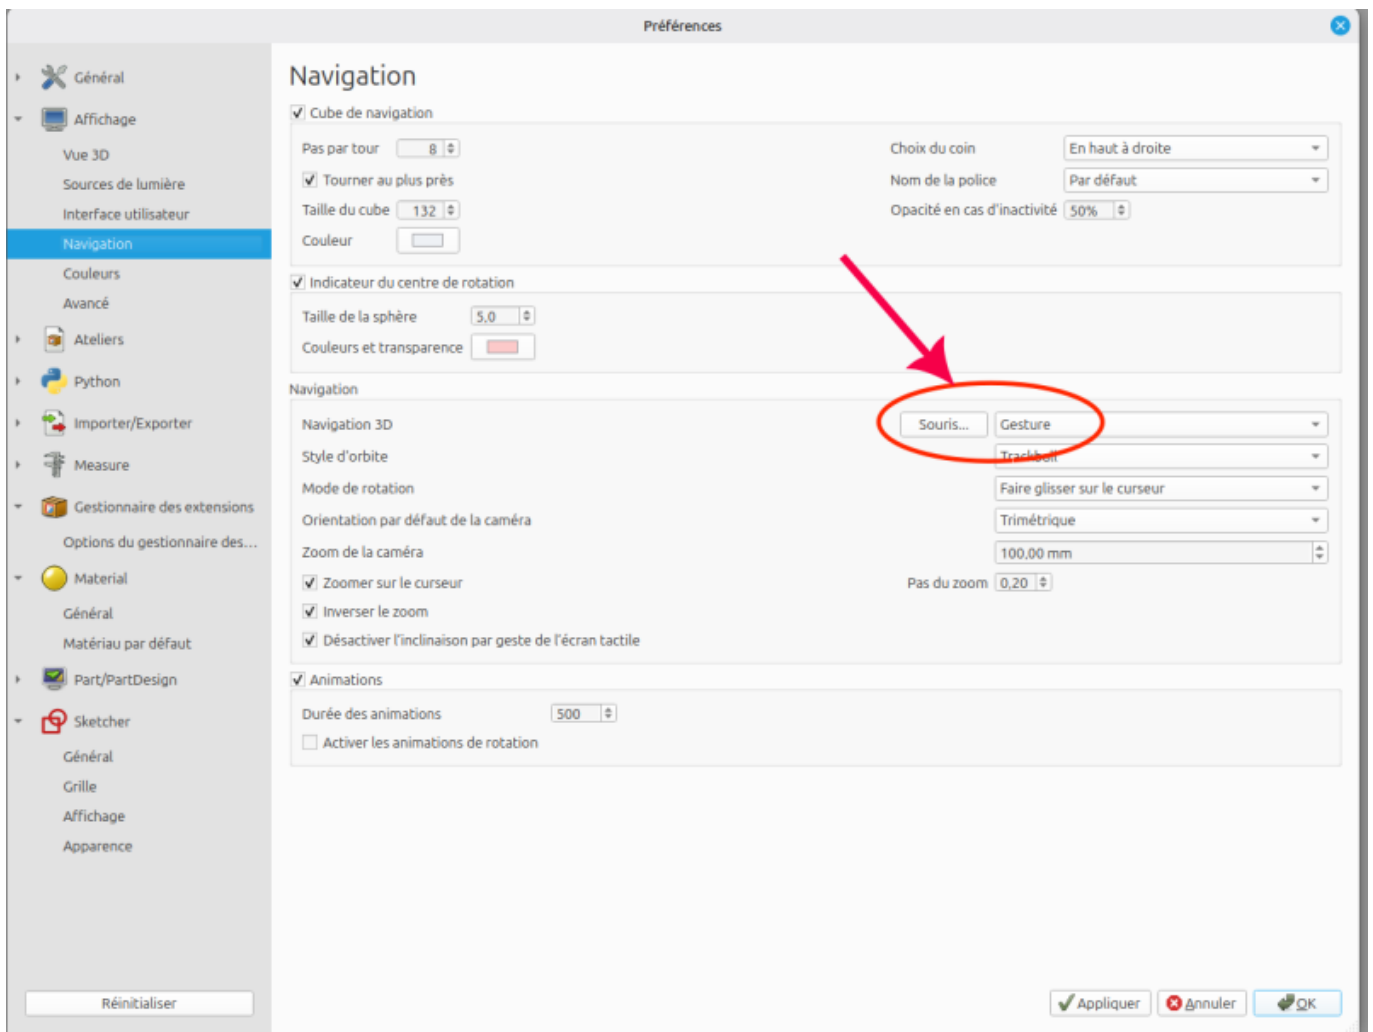 Préférences
Général
Affichage
Vue 3D
Sources de lumière
Interface utilisateur
Navigation
Couleurs
Avancé
Ateliers
Python
Importer/Exporter
Measure
Gestionnaire des extensions
Options du gestionnaire des...
Material
Général
Matériau par défaut
Part/PartDesign
Sketcher
Général
Grille
Affichage
Apparence
Réinitialiser
Navigation
Cube de navigation
Pas par tour 8 Choix du coin En haut à droite
Tourner au plus près Nom de la police Par défaut
Taille du cube 132 Opacité en cas d'inactivité 50%
Couleur
Indicateur du centre de rotation
Taille de la sphère 5,0
Couleurs et transparence
Navigation
Navigation 3D Souris... Gesture
Style d'orbite Trackball
Mode de rotation Faire glisser sur le curseur
Orientation par défaut de la caméra Trimétrique
Zoom de la caméra 100,00 mm
Zoomer sur le curseur Pas du zoom 0,20
Inverser le zoom
Désactiver l'inclinaison par geste de l'écran tactile
Animations
Durée des animations 500
Activer les animations de rotation
Appliquer Annuler OK